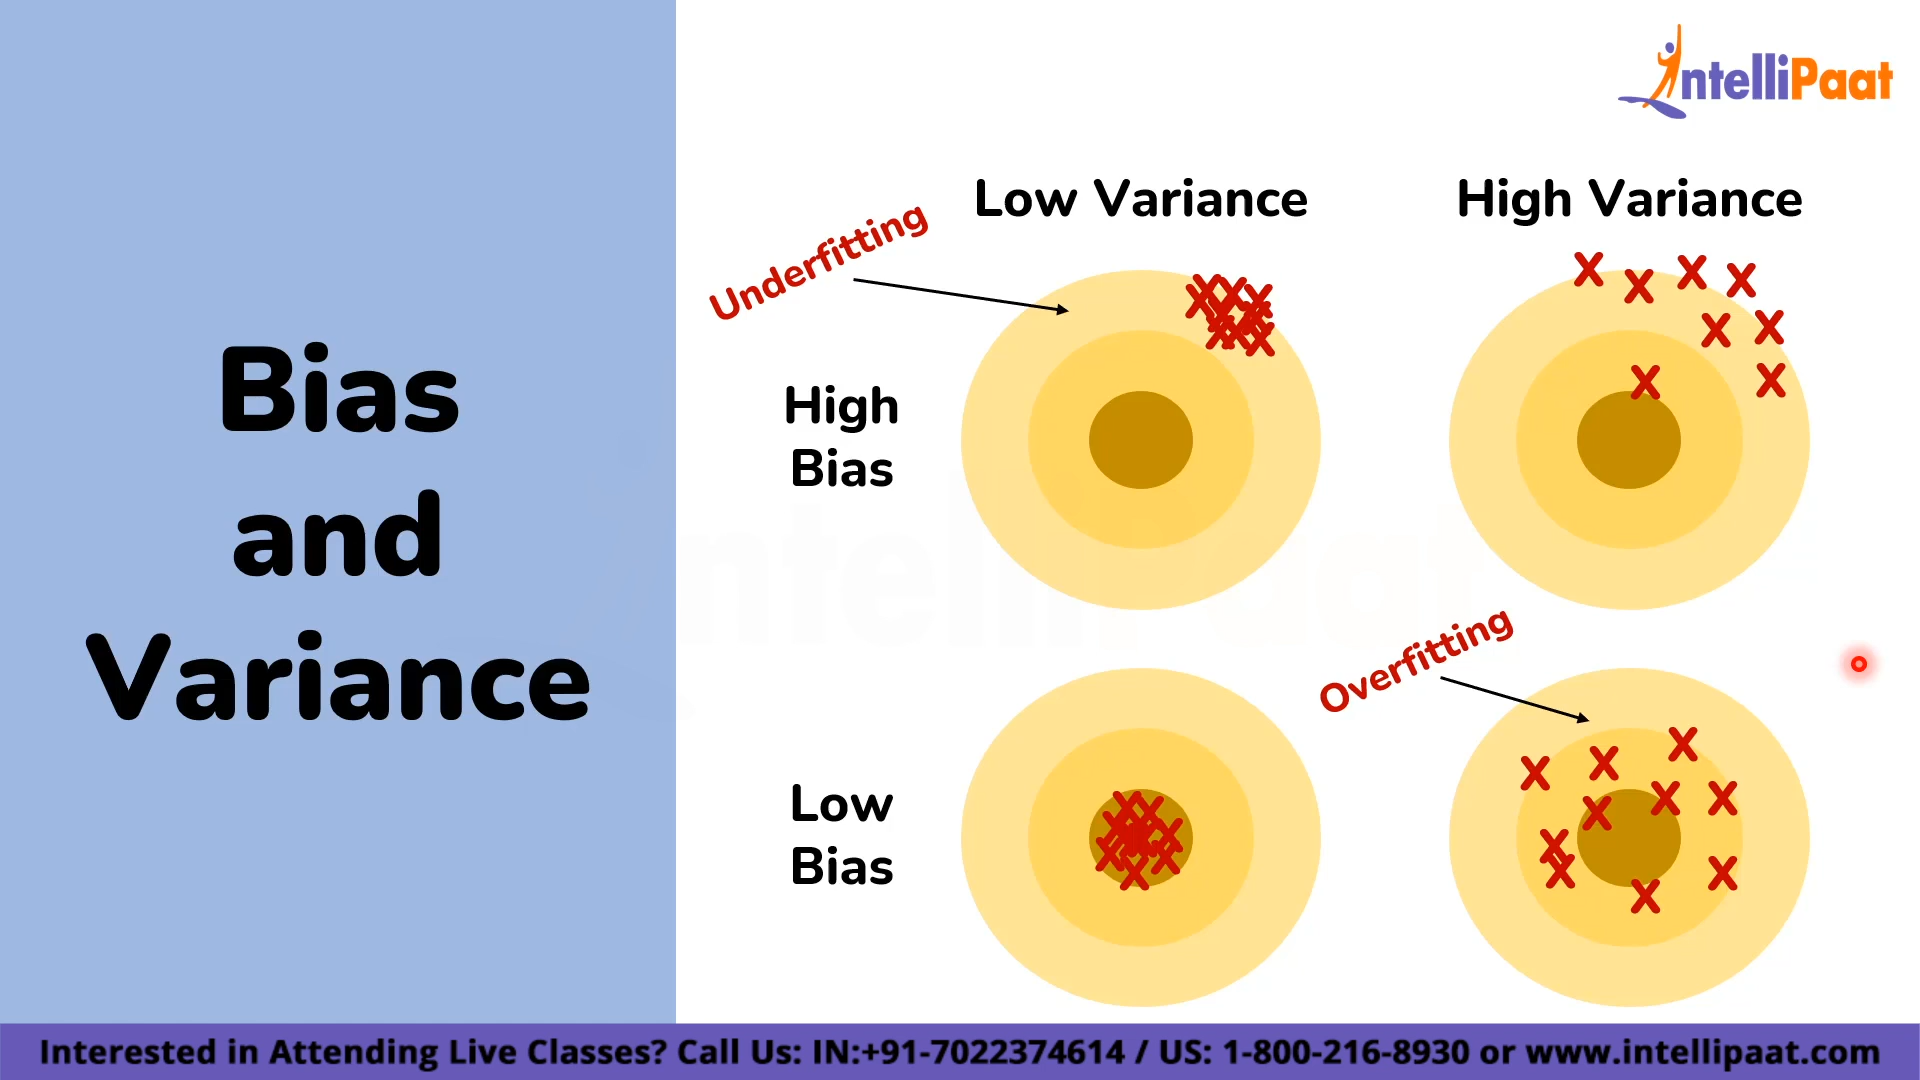 IntelliPaat
Low Variance
High Variance
Underfitting
High
Bias
Bias
and
Variance
Overfitting
Low
Bias
Interested in Attending Live Classes? Call Us: IN:+91-7022374614 / US: 1-800-216-8930 or www.intellipaat.com